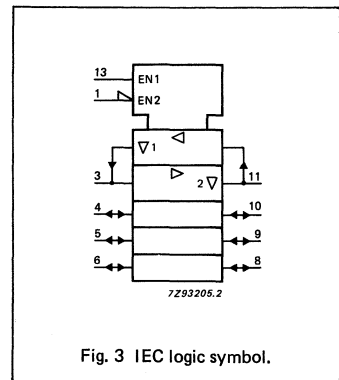 13 EN1
1 EN2
▽ 1 ◁
3 ▷ 2 ▽ 11
4 10
5 9
6 8
7Z93205.2
Fig. 3 IEC logic symbol.